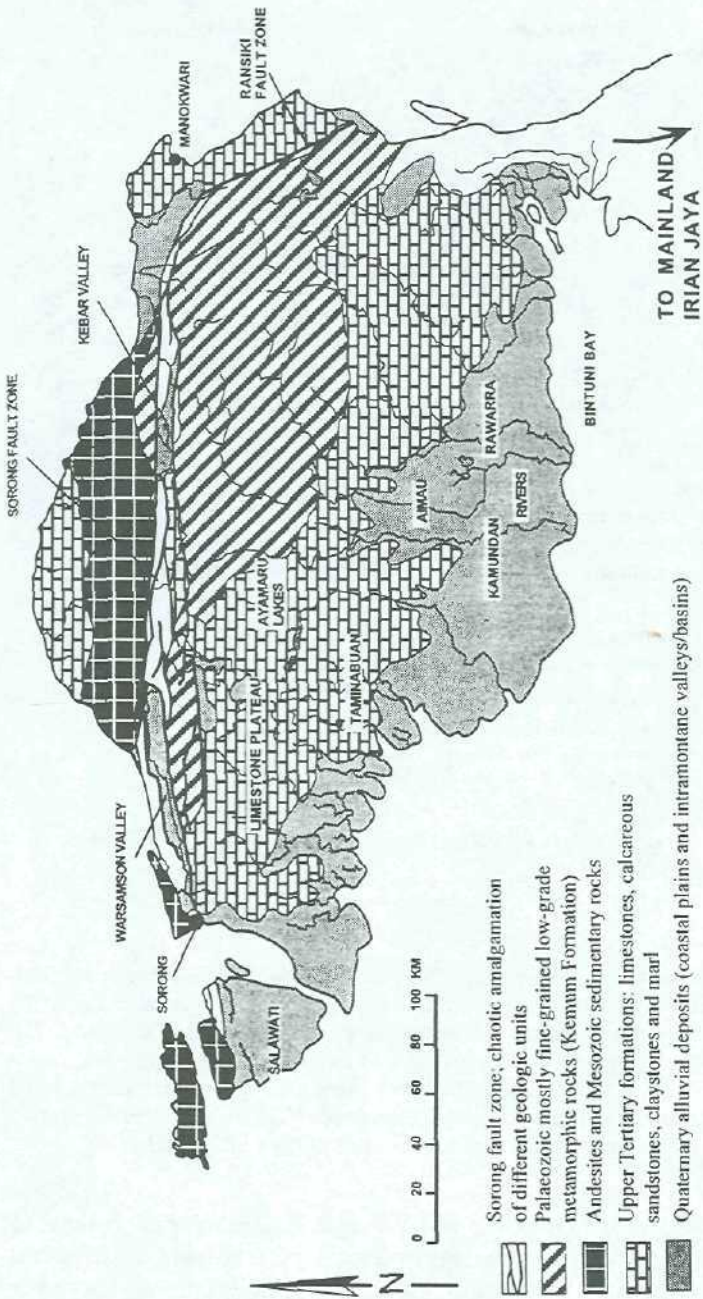 SORONG FAULT ZONE
KEBAR VALLEY
MANOKWARI
RANSIKI
FAULT ZONE
WARSAMSON VALLEY
SORONG
SALAWATI
LIMESTONE PLATEAU
AYAMARU
LAKES
TAMINABUAN
AIMAU
KAMUNDAN
RAWARRA
RIVERS
BINTUNI BAY
TO MAINLAND
IRIAN JAYA
N
0 20 40 60 80 100 KM
Sorong fault zone; chaotic amalgamation
of different geologic units
Palaeozoic mostly fine-grained low-grade
metamorphic rocks (Kemum Formation)
Andesites and Mesozoic sedimentary rocks
Upper Tertiary formations: limestones, calcareous
sandstones, claystones and marl
Quaternary alluvial deposits (coastal plains and intramontane valleys/basins)